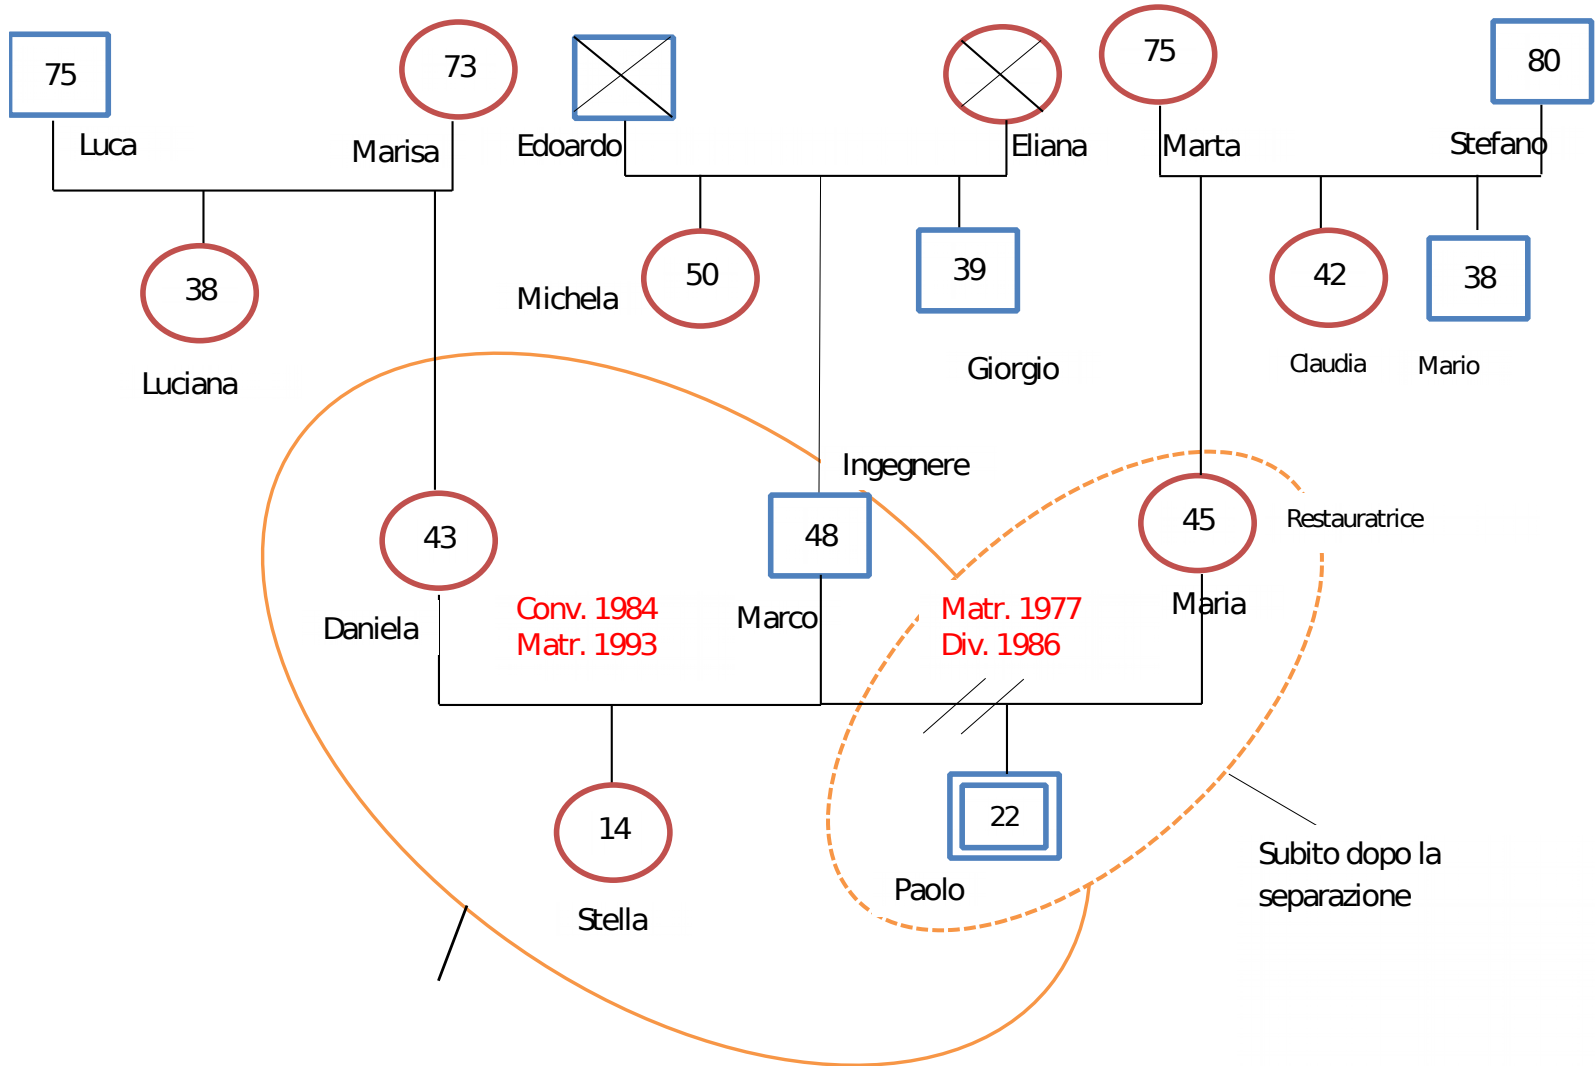 75
73
75
80
Luca
Marisa
Edoardo
Eliana
Marta
Stefano
38
50
39
42
38
Luciana
Michela
Giorgio
Claudia
Mario
Ingegnere
Restauratrice
43
48
45
Daniela
Conv. 1984
Matr. 1993
Marco
Matr. 1977
Div. 1986
Maria
14
22
Stella
Paolo
Subito dopo la
separazione